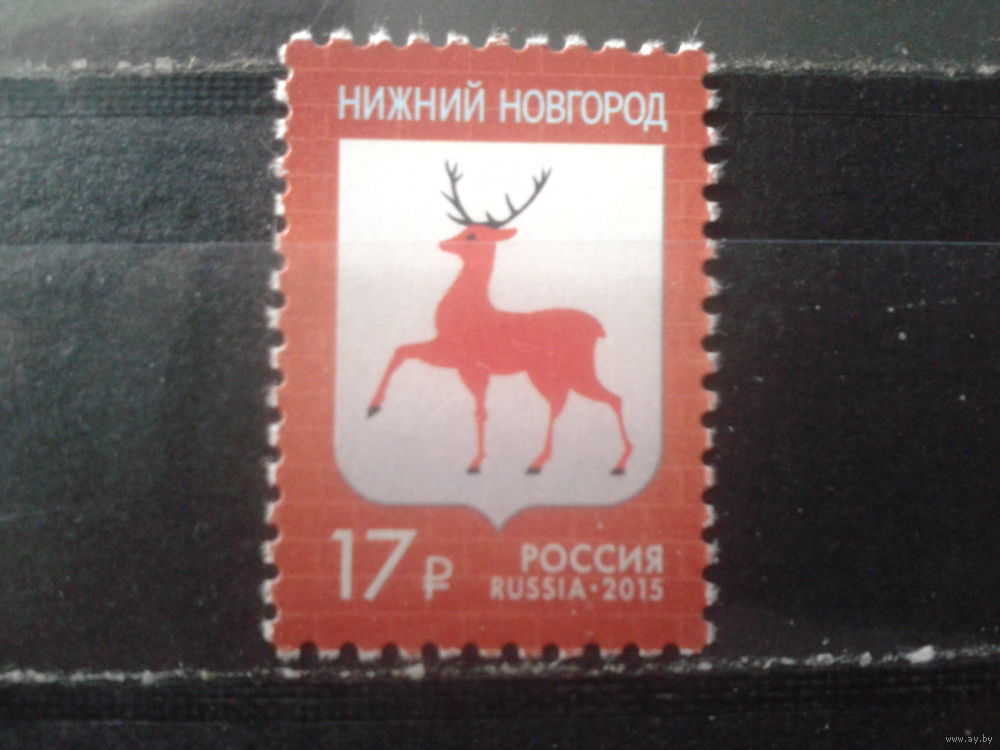 НИЖНИЙ НОВГОРОД
17 ₽
РОССИЯ
RUSSIA·2015
www.ay.by